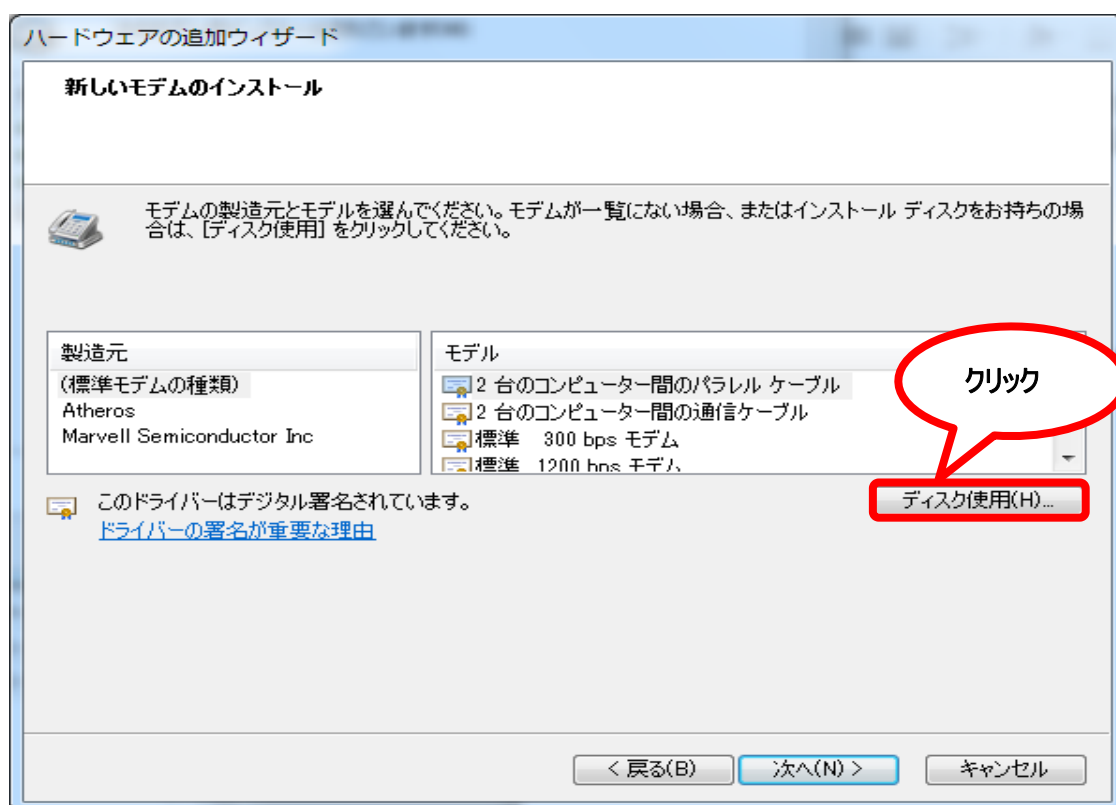 ハードウェアの追加ウィザード
新しいモデムのインストール
モデムの製造元とモデルを選んでください。モデムが一覧にない場合、またはインストール ディスクをお持ちの場
合は、[ディスク使用] をクリックしてください。
製造元
(標準モデムの種類)
Atheros
Marvell Semiconductor Inc
モデル
2 台のコンピューター間のパラレル ケーブル
2 台のコンピューター間の通信ケーブル
標準 300 bps モデム
標準 1200 bps モデム
クリック
このドライバーはデジタル署名されています。
ドライバーの署名が重要な理由
ディスク使用(H)...
< 戻る(B)
次へ(N) >
キャンセル